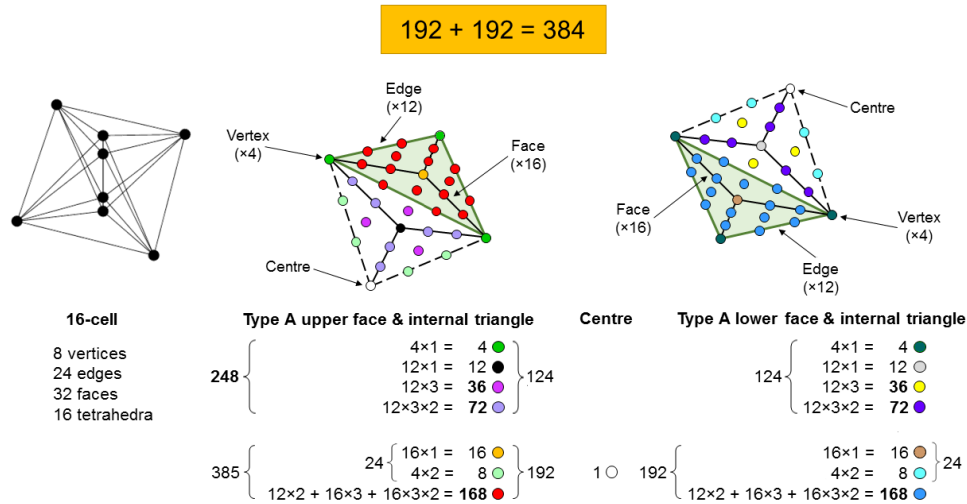 192 + 192 = 384
Edge
(×12)
Vertex
(×4)
Face
(×16)
Centre
Centre
Face
(×16)
Vertex
(×4)
Edge
(×12)
16-cell
8 vertices
24 edges
32 faces
16 tetrahedra
Type A upper face & internal triangle
248
4×1 = 4
12×1 = 12
12×3 = 36
12×3×2 = 72
124
385
24
16×1 = 16
4×2 = 8
12×2 + 16×3 + 16×3×2 = 168
192
Centre
1
Type A lower face & internal triangle
124
4×1 = 4
12×1 = 12
12×3 = 36
12×3×2 = 72
192
16×1 = 16
4×2 = 8
12×2 + 16×3 + 16×3×2 = 168
24